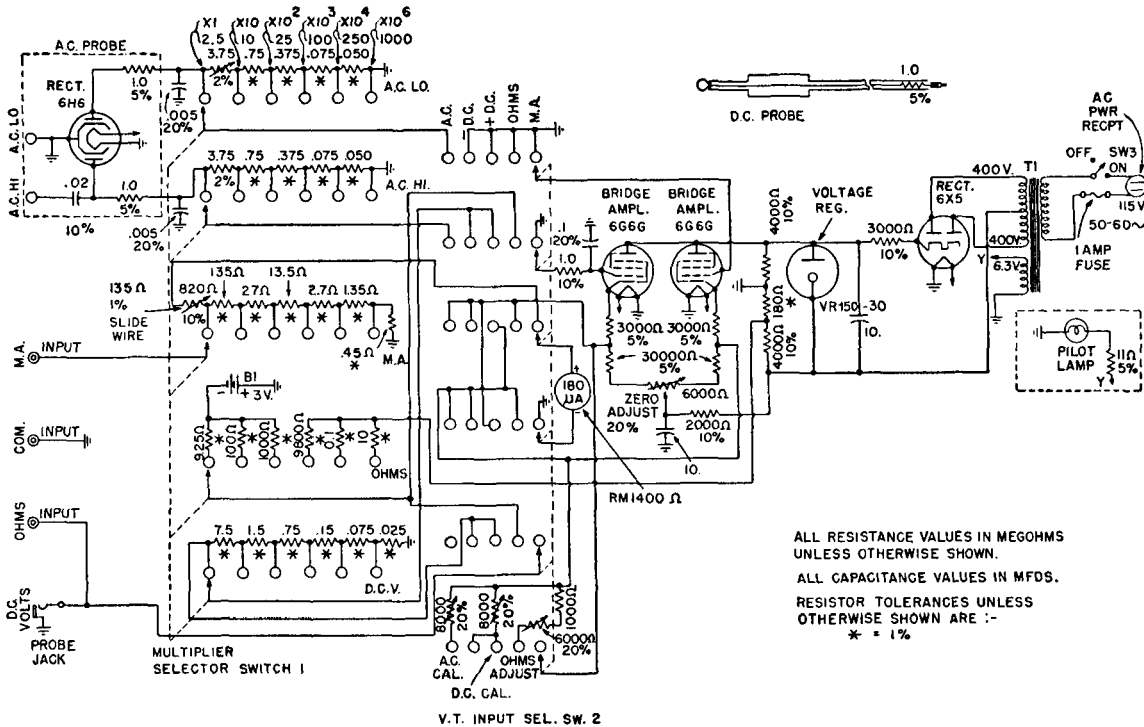 X1 X10 X10² X10³ X10⁴ X10⁶
2.5 10 25 100 250 1000
A.C. PROBE
RECT.
6H6
1.0
5%
3.75 .75 .375 .075 .050
2% * * * *
A.C. LO.
.005
20%
A.C. LO
A.C. HI
.02
10%
1.0
5%
.005
20%
3.75 .75 .375 .075 .050
2% * * * *
A.C. HI.
A.C.
- D.C.
+ D.C.
OHMS
M.A.
1.0
5%
D.C. PROBE
AC
PWR
RECPT
OFF
SW3
ON
115V
50-60~
1 AMP
FUSE
T1
400 V.
400V.
Y
6.3V.
RECT.
6X5
3000Ω
10%
VOLTAGE
REG.
VR150-30
10.
4000Ω
10%
180Ω
*
4000Ω
10%
BRIDGE
AMPL.
6G6G
BRIDGE
AMPL.
6G6G
.1
20%
1.0
10%
3000Ω
5%
3000Ω
5%
30000Ω
5%
6000Ω
ZERO
ADJUST
20%
2000Ω
10%
10.
PILOT
LAMP
11Ω
5%
Y
135Ω
1%
SLIDE
WIRE
820Ω
10%
135Ω 13.5Ω
27Ω 2.7Ω 1.35Ω
* * * * *
.45Ω
*
M.A.
M.A.
INPUT
B1
- + 3V.
COM.
INPUT
925Ω *
100Ω *
1000Ω *
9800Ω *
0.1 *
10 *
OHMS
OHMS
INPUT
180
UA
+
-
RM1400 Ω
7.5 1.5 .75 .15 .075 .025
* * * * * *
D.C.V.
D.C.
VOLTS
PROBE
JACK
MULTIPLIER
SELECTOR SWITCH 1
8000
20%
8000
20%
1000Ω
6000Ω
20%
A.C.
CAL.
D.C. CAL.
OHMS
ADJUST
V.T. INPUT SEL. SW. 2
ALL RESISTANCE VALUES IN MEGOHMS
UNLESS OTHERWISE SHOWN.
ALL CAPACITANCE VALUES IN MFDS.
RESISTOR TOLERANCES UNLESS
OTHERWISE SHOWN ARE :-
* = 1%